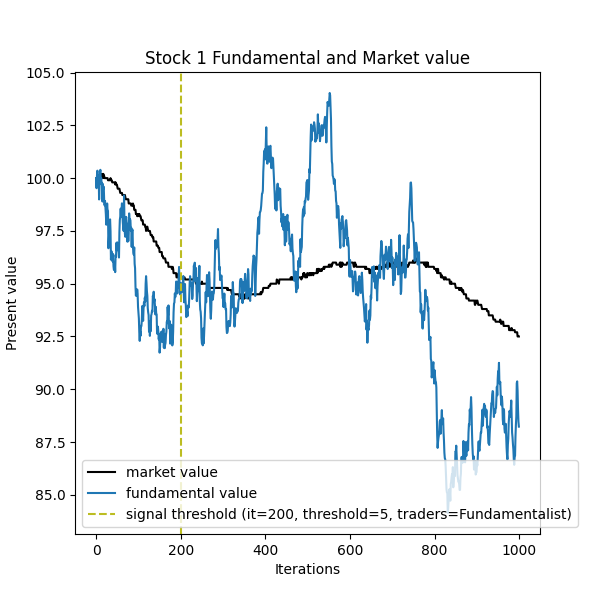 Stock 1 Fundamental and Market value
105.0
102.5
100.0
97.5
95.0
92.5
90.0
87.5
85.0
Present value
market value
fundamental value
signal threshold (it=200, threshold=5, traders=Fundamentalist)
0 200 400 600 800 1000
Iterations